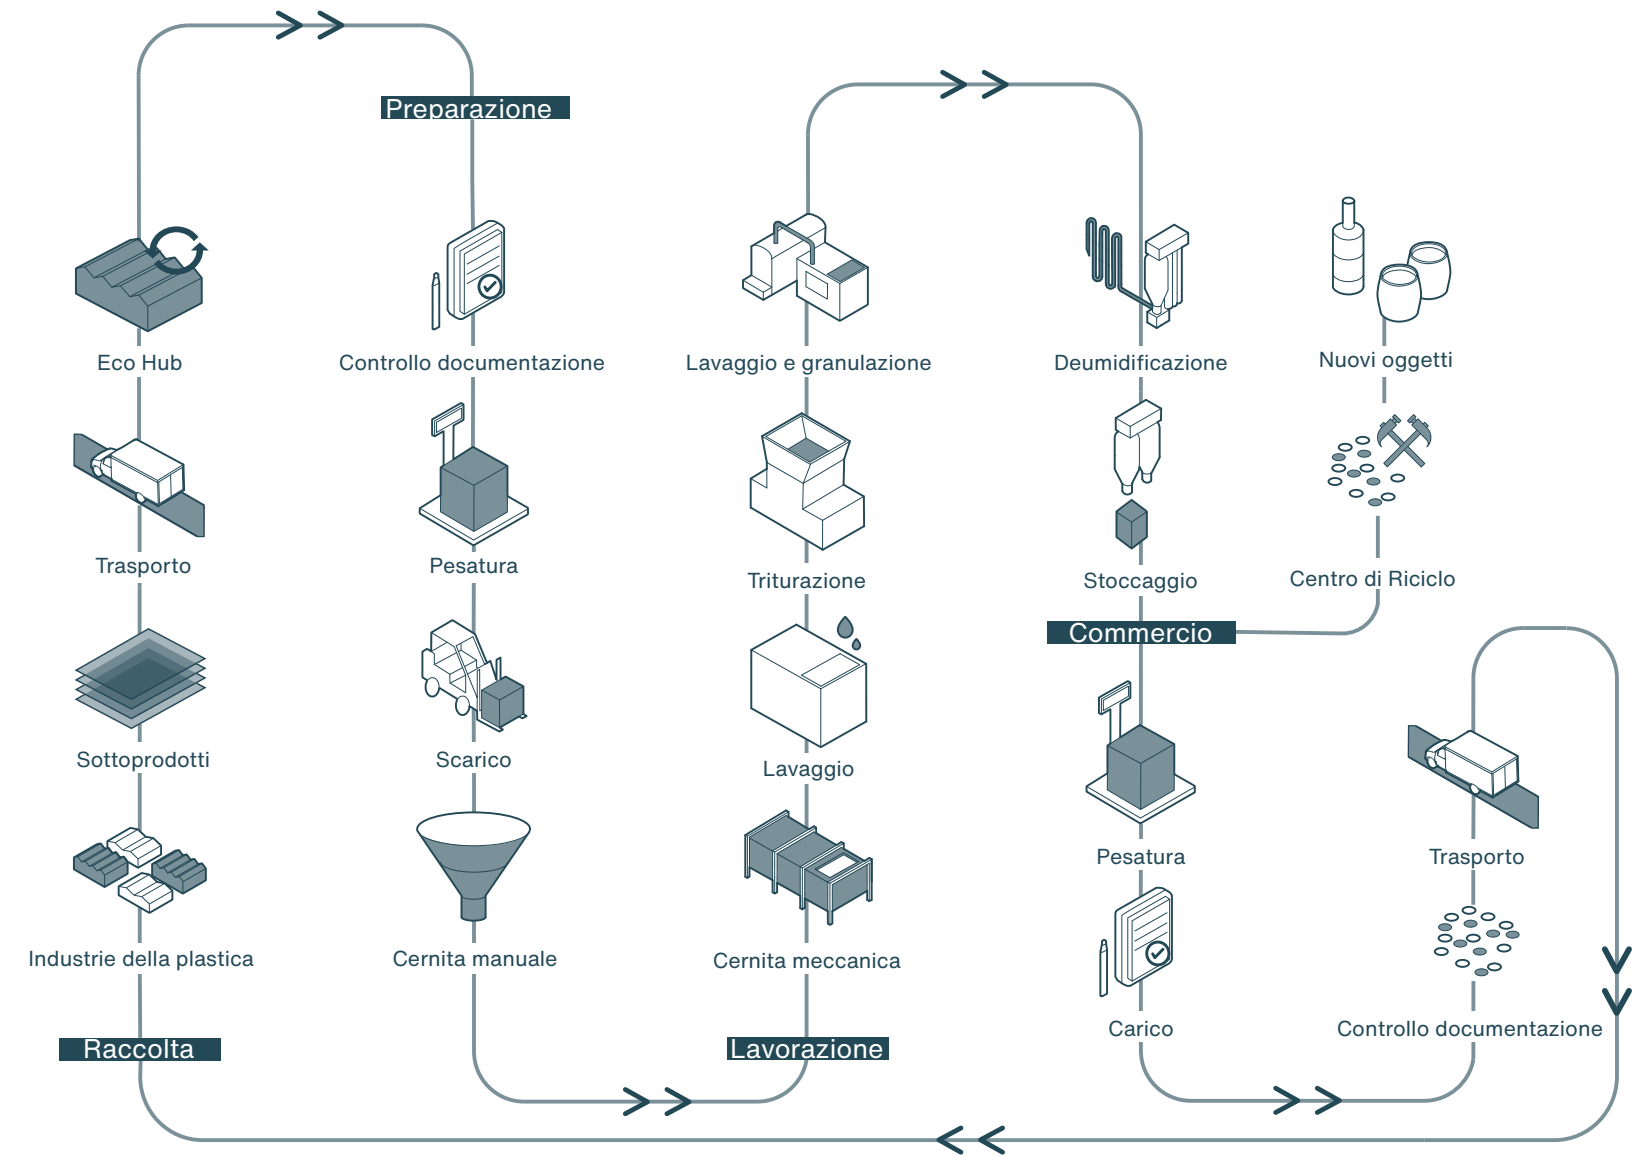 Preparazione
Eco Hub
Controllo documentazione
Lavaggio e granulazione
Deumidificazione
Nuovi oggetti
Trasporto
Pesatura
Triturazione
Stoccaggio
Centro di Riciclo
Commercio
Sottoprodotti
Scarico
Lavaggio
Pesatura
Trasporto
Industrie della plastica
Cernita manuale
Cernita meccanica
Carico
Controllo documentazione
Raccolta
Lavorazione